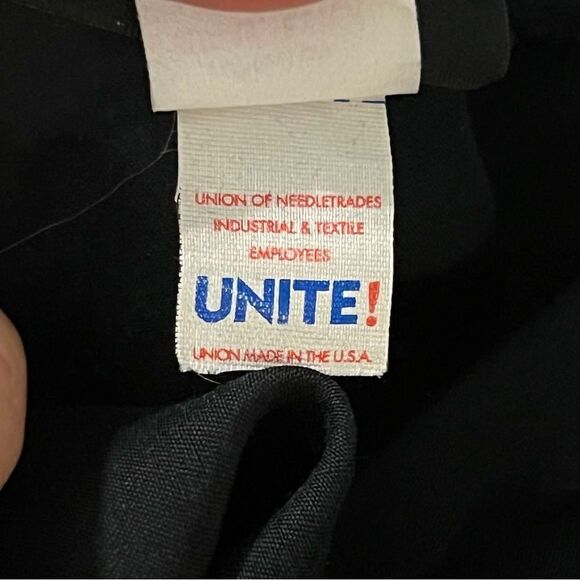 UNION OF NEEDLETRADES
INDUSTRIAL & TEXTILE
EMPLOYEES
UNITE!
UNION MADE IN THE U.S.A.